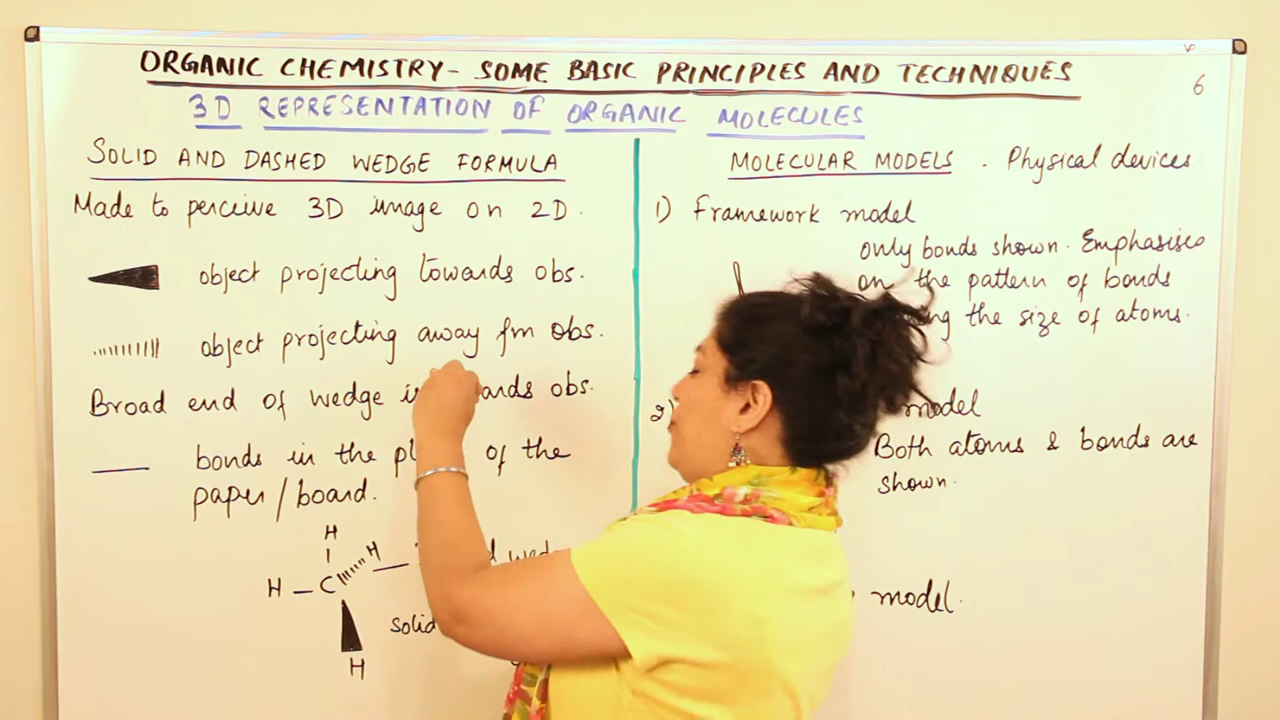 ORGANIC CHEMISTRY - SOME BASIC PRINCIPLES AND TECHNIQUES
6
3D REPRESENTATION OF ORGANIC MOLECULES
SOLID AND DASHED WEDGE FORMULA
Made to perceive 3D image on 2D.
object projecting towards obs.
object projecting away fm obs.
Broad end of wedge obs.
bonds in the of the
paper/board.
H
H
H - C
solid
H
MOLECULAR MODELS - Physical devices
1) Framework model
only bonds shown. Emphasises
on the pattern of bonds
the size of atoms.
2) model
Both atoms & bonds are
shown.
model.